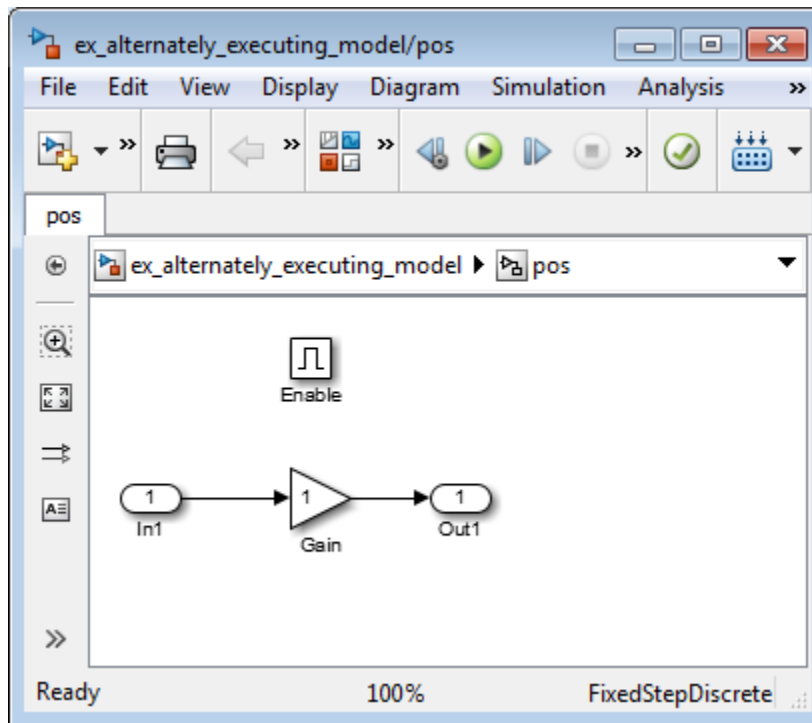 ex_alternately_executing_model/pos
File Edit View Display Diagram Simulation Analysis »
» » » »
pos
ex_alternately_executing_model pos
Enable
1 1 1
In1 Gain Out1
»
Ready 100% FixedStepDiscrete